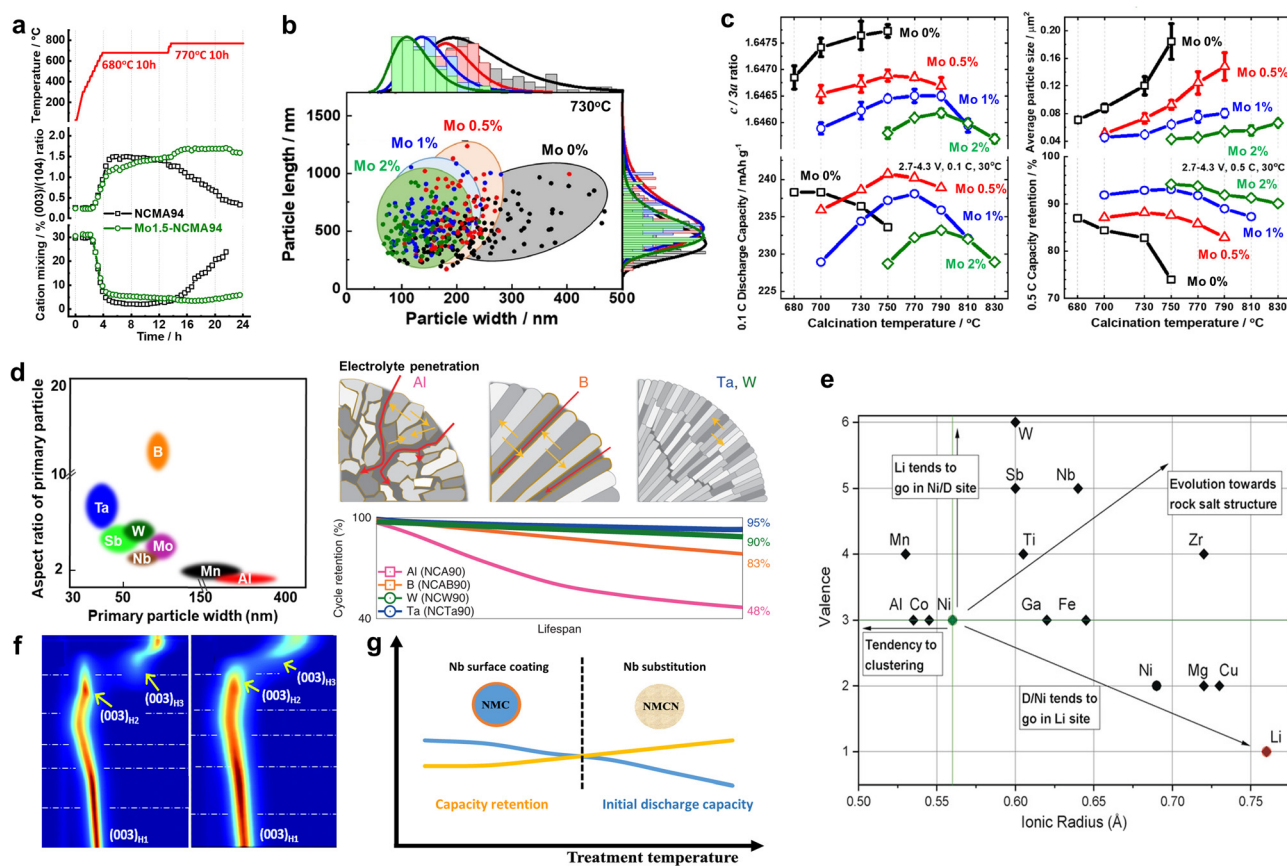 a
Temperature / °C
800
600
400
200
680°C 10h
770°C 10h
(003)/(104) ratio
2.0
1.5
1.0
0.5
0.0
NCMA94
Mo1.5-NCMA94
Cation mixing / %
30
25
20
15
10
5
0
0 4 8 12 16 20 24
Time / h
b
730°C
Particle length / nm
1500
1250
1000
750
500
250
0
Mo 0.5%
Mo 1%
Mo 0%
Mo 2%
0 100 200 300 400 500
Particle width / nm
c
c / 3a ratio
1.6475
1.6470
1.6465
1.6460
Mo 0%
Mo 0.5%
Mo 1%
Mo 2%
0.1 C Discharge Capacity / mAh g-1
240
235
230
225
2.7-4.3 V, 0.1 C, 30°C
Mo 0%
Mo 0.5%
Mo 1%
Mo 2%
680 700 730 750 770 790 810 830
Calcination temperature / °C
Average particle size / μm2
0.20
0.16
0.12
0.08
0.04
Mo 0%
Mo 0.5%
Mo 1%
Mo 2%
0.5 C Capacity retention / %
100
90
80
70
2.7-4.3 V, 0.5 C, 30°C
Mo 2%
Mo 1%
Mo 0.5%
Mo 0%
680 700 730 750 770 790 810 830
Calcination temperature / °C
d
Aspect ratio of primary particle
20
10
2
B
Ta
W
Sb
Mo
Nb
Mn
Al
30 50 150 400
Primary particle width (nm)
Electrolyte penetration
Al
B
Ta, W
Cycle retention (%)
100
40
Al (NCA90)
B (NCAB90)
W (NCW90)
Ta (NCTa90)
95%
90%
83%
48%
Lifespan
e
Valence
6
5
4
3
2
1
W
Sb
Nb
Mn
Ti
Zr
Al
Co
Ni
Ga
Fe
Ni
Mg
Cu
Li
Li tends to
go in Ni/D site
Evolution towards
rock salt structure
Tendency to
clustering
D/Ni tends to
go in Li site
0.50 0.55 0.60 0.65 0.70 0.75
Ionic Radius (Å)
f
(003)H3
(003)H2
(003)H1
(003)H3
(003)H2
(003)H1
g
Nb surface coating
Nb substitution
NMC
NMCN
Capacity retention
Initial discharge capacity
Treatment temperature